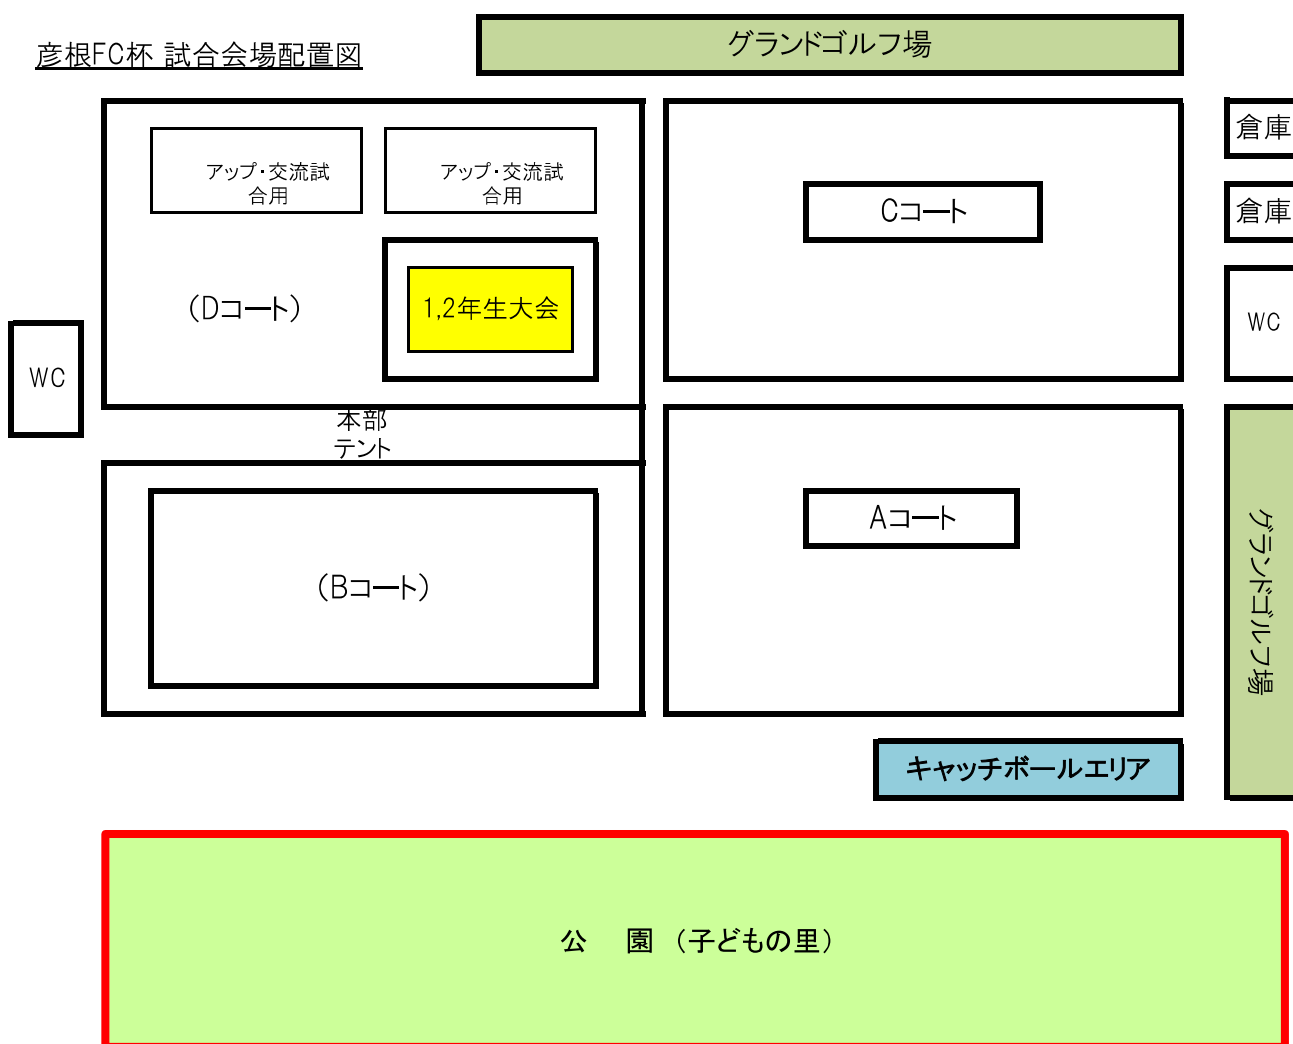 彦根FC杯 試合会場配置図
グランドゴルフ場
倉庫
アップ・交流試
合用
アップ・交流試
合用
Cコート
倉庫
(Dコート)
1,2年生大会
WC
WC
本部
テント
Aコート
(Bコート)
グランドゴルフ場
キャッチボールエリア
公　園 (子どもの里)